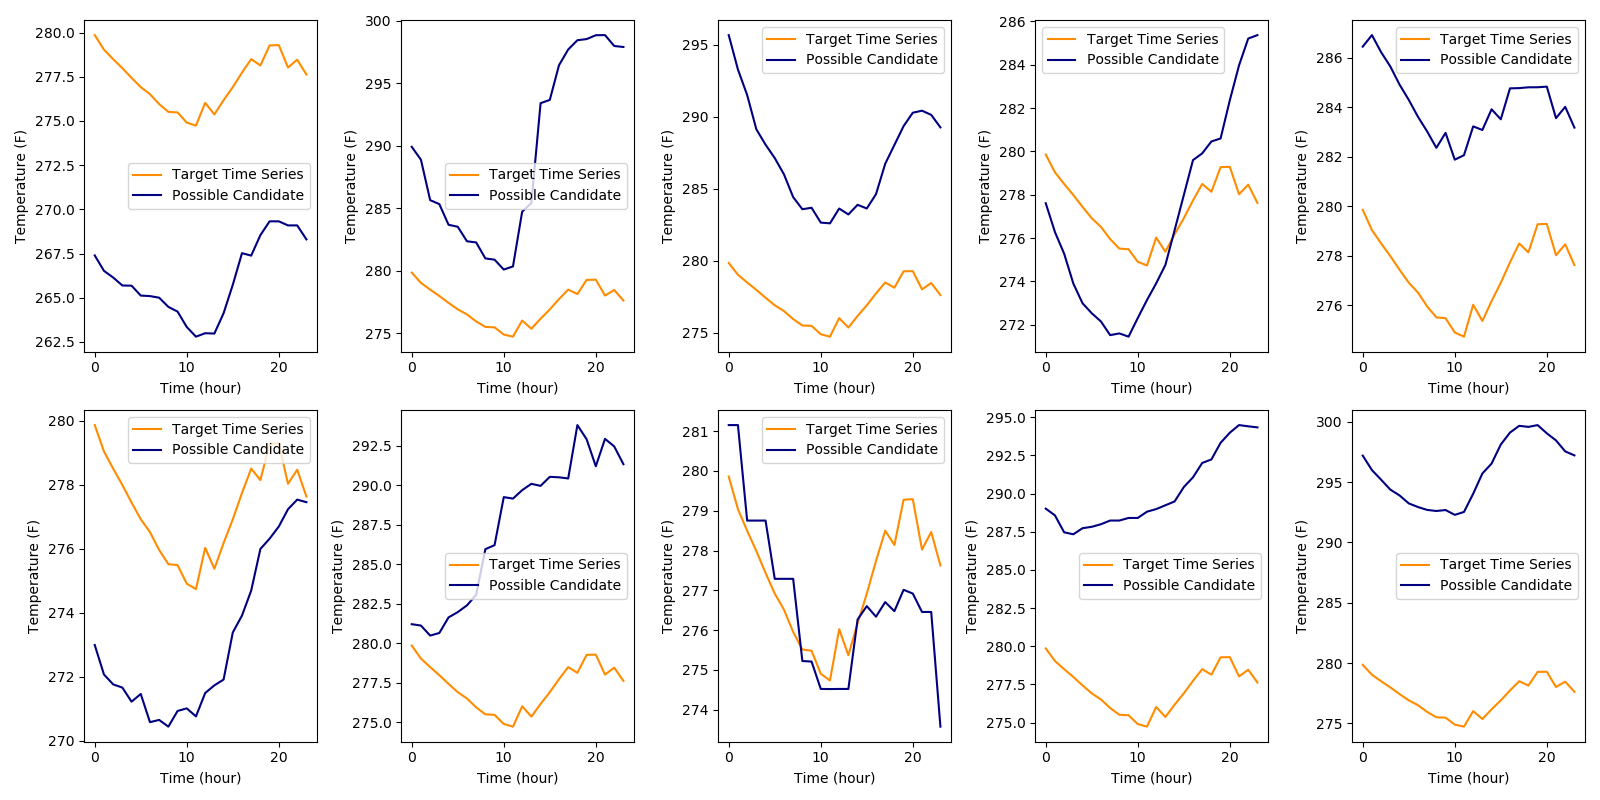 280.0
277.5
275.0
272.5
270.0
267.5
265.0
262.5
Temperature (F)
Target Time Series
Possible Candidate
0
10
20
Time (hour)
300
295
290
285
280
275
Temperature (F)
Target Time Series
Possible Candidate
0
10
20
Time (hour)
295
290
285
280
275
Temperature (F)
Target Time Series
Possible Candidate
0
10
20
Time (hour)
286
284
282
280
278
276
274
272
Temperature (F)
Target Time Series
Possible Candidate
0
10
20
Time (hour)
286
284
282
280
278
276
Temperature (F)
Target Time Series
Possible Candidate
0
10
20
Time (hour)
280
278
276
274
272
270
Temperature (F)
Target Time Series
Possible Candidate
0
10
20
Time (hour)
292.5
290.0
287.5
285.0
282.5
280.0
277.5
275.0
Temperature (F)
Target Time Series
Possible Candidate
0
10
20
Time (hour)
281
280
279
278
277
276
275
274
Temperature (F)
Target Time Series
Possible Candidate
0
10
20
Time (hour)
295.0
292.5
290.0
287.5
285.0
282.5
280.0
277.5
275.0
Temperature (F)
Target Time Series
Possible Candidate
0
10
20
Time (hour)
300
295
290
285
280
275
Temperature (F)
Target Time Series
Possible Candidate
0
10
20
Time (hour)